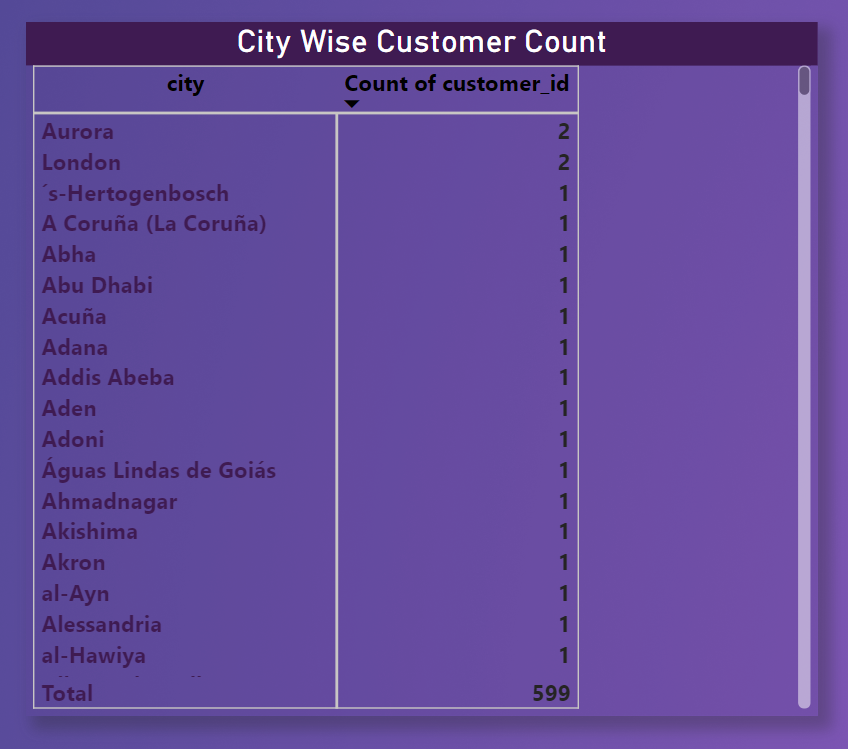 City Wise Customer Count
city Count of customer_id
Aurora 2
London 2
´s-Hertogenbosch 1
A Coruña (La Coruña) 1
Abha 1
Abu Dhabi 1
Acuña 1
Adana 1
Addis Abeba 1
Aden 1
Adoni 1
Águas Lindas de Goiás 1
Ahmadnagar 1
Akishima 1
Akron 1
al-Ayn 1
Alessandria 1
al-Hawiya 1
Total 599